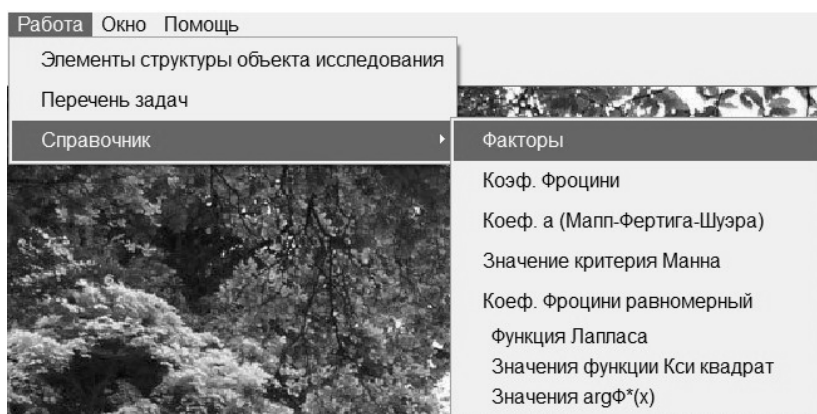 Работа Окно Помощь
Элементы структуры объекта исследования
Перечень задач
Справочник
Факторы
Коэф. Фроцини
Коеф. а (Мапп-Фертига-Шуэра)
Значение критерия Манна
Коеф. Фроцини равномерный
Функция Лапласа
Значения функции Кси квадрат
Значения argФ*(x)